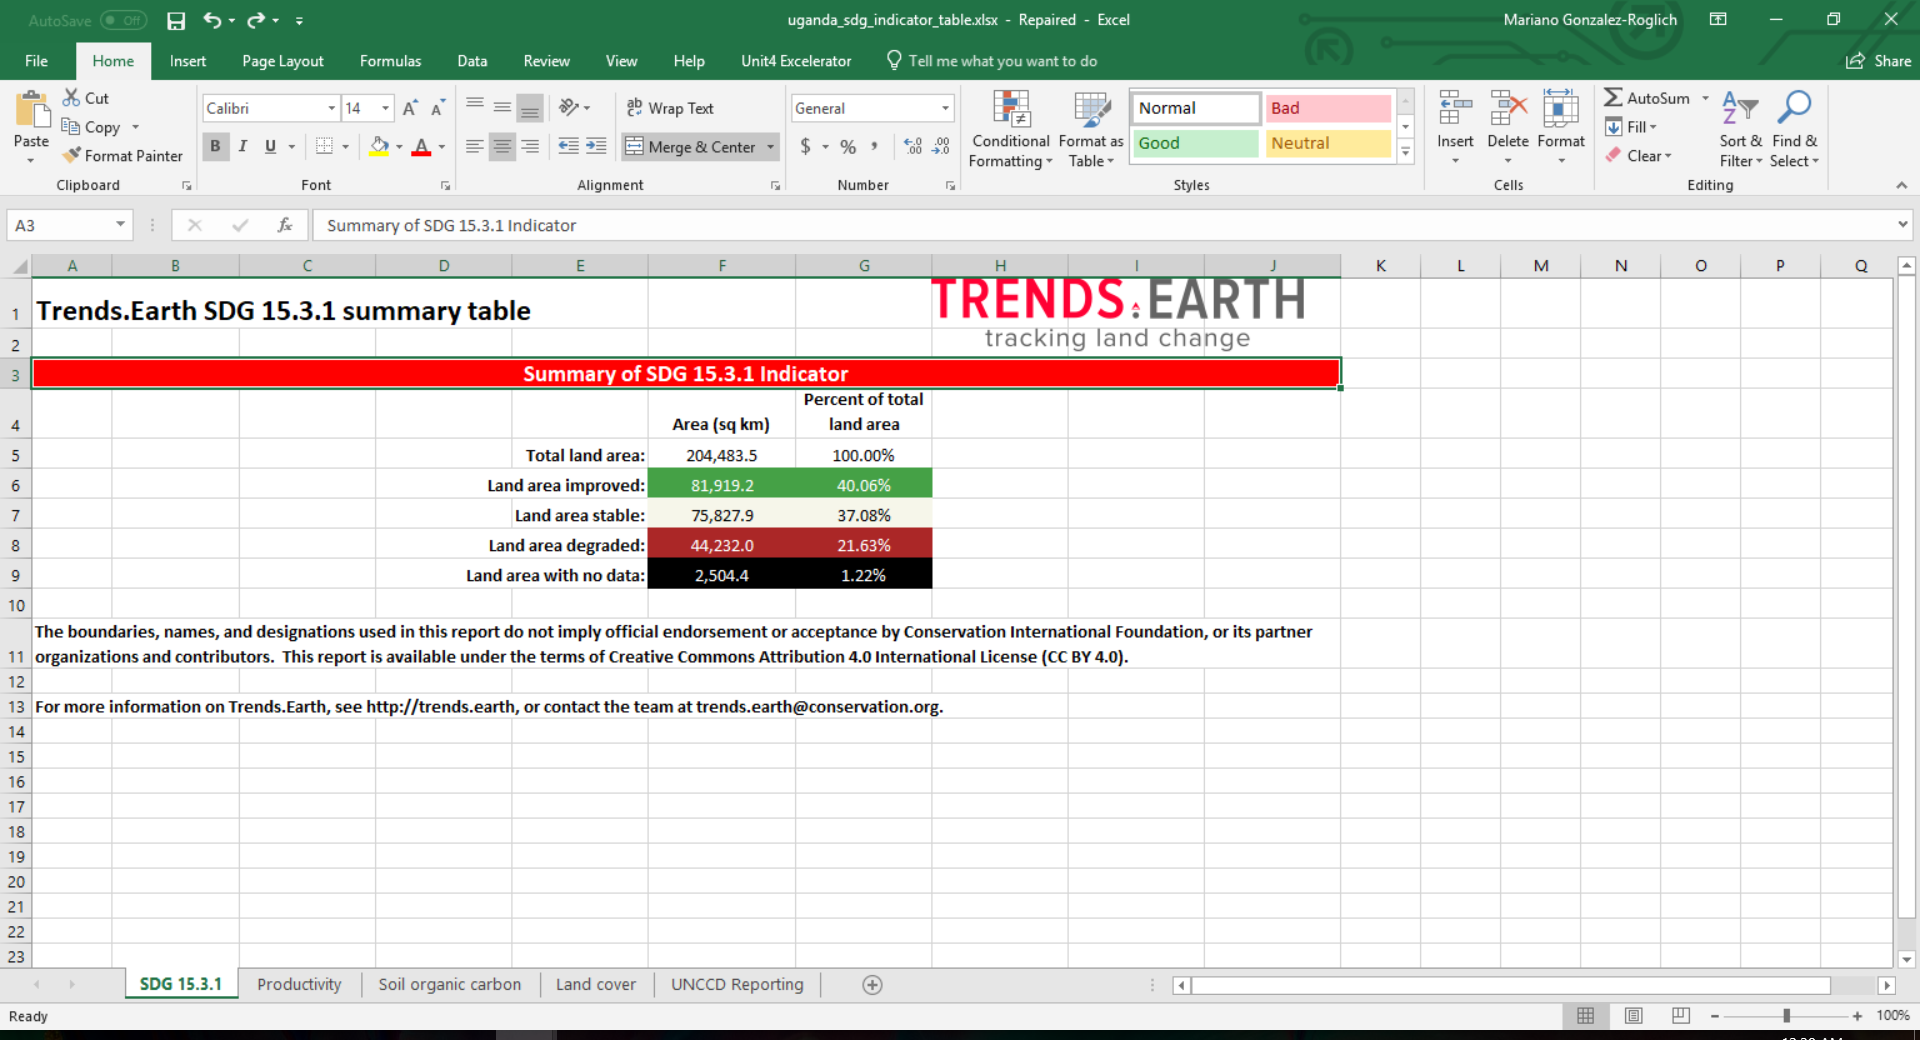 AutoSave Off
uganda_sdg_indicator_table.xlsx - Repaired - Excel
Mariano Gonzalez-Roglich
File Home Insert Page Layout Formulas Data Review View Help Unit4 Excelerator Tell me what you want to do Share
Paste
Cut
Copy
Format Painter
Clipboard
Calibri 14
B I U
Font
Wrap Text
Merge & Center
Alignment
General
$ %
Number
Conditional Formatting
Format as Table
Normal Bad
Good Neutral
Styles
Insert Delete Format
Cells
AutoSum
Fill
Clear
Sort & Filter
Find & Select
Editing
A3 fx Summary of SDG 15.3.1 Indicator
A B C D E F G H I J K L M N O P Q
1 Trends.Earth SDG 15.3.1 summary table
TRENDS.EARTH
tracking land change
2
3 Summary of SDG 15.3.1 Indicator
4 Area (sq km) Percent of total land area
5 Total land area: 204,483.5 100.00%
6 Land area improved: 81,919.2 40.06%
7 Land area stable: 75,827.9 37.08%
8 Land area degraded: 44,232.0 21.63%
9 Land area with no data: 2,504.4 1.22%
10
The boundaries, names, and designations used in this report do not imply official endorsement or acceptance by Conservation International Foundation, or its partner
11 organizations and contributors.  This report is available under the terms of Creative Commons Attribution 4.0 International License (CC BY 4.0).
12
13 For more information on Trends.Earth, see http://trends.earth, or contact the team at trends.earth@conservation.org.
14
15
16
17
18
19
20
21
22
23
SDG 15.3.1 Productivity Soil organic carbon Land cover UNCCD Reporting
Ready
100%